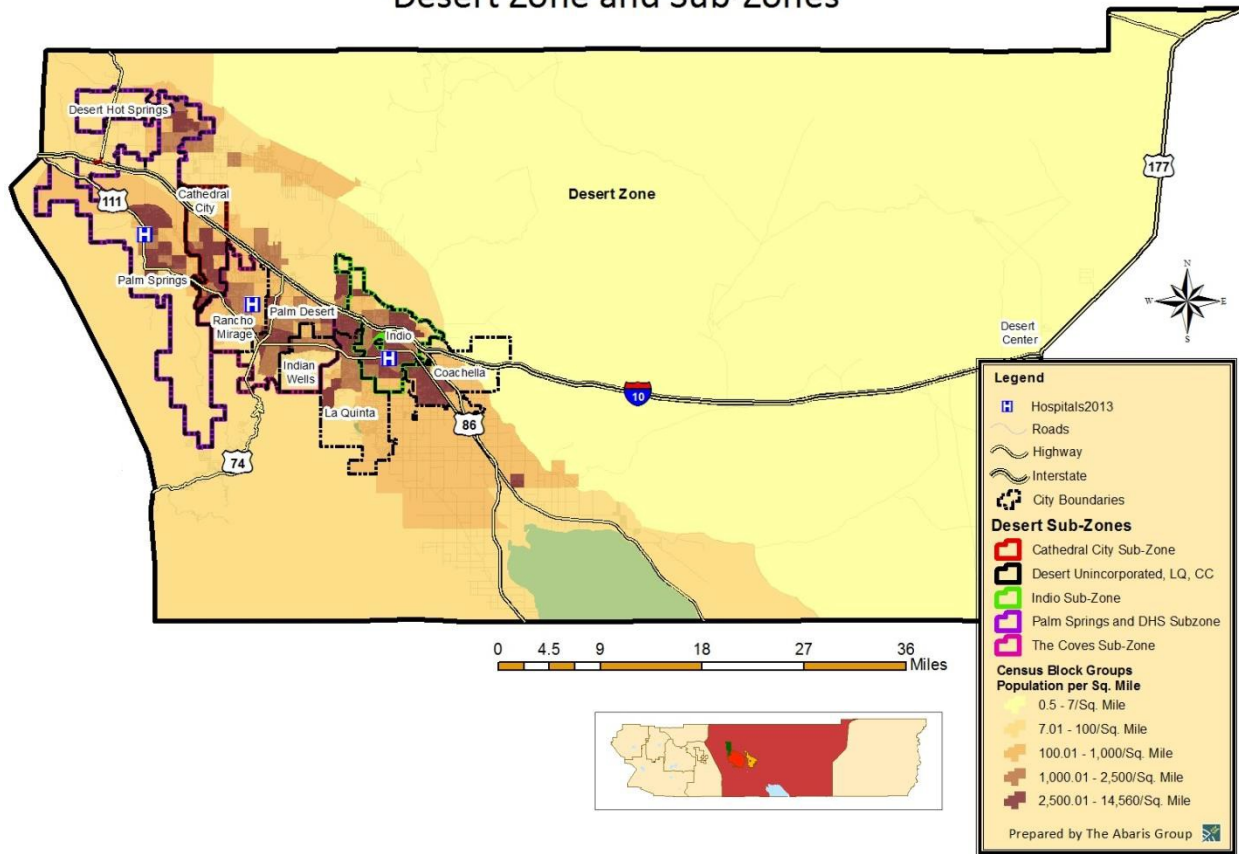 Desert Zone and Sub-Zones
Desert Hot Springs
177
111
Cathedral
City
Desert Zone
N
W E
S
H
Palm Springs
H
Rancho
Mirage
Palm Desert
Indio
Desert
Center
Indian
Wells
H
Coachella
10
La Quinta
86
74
0 4.5 9 18 27 36
Miles
Legend
H Hospitals2013
Roads
Highway
Interstate
City Boundaries
Desert Sub-Zones
Cathedral City Sub-Zone
Desert Unincorporated, LQ, CC
Indio Sub-Zone
Palm Springs and DHS Subzone
The Coves Sub-Zone
Census Block Groups
Population per Sq. Mile
0.5 - 7/Sq. Mile
7.01 - 100/Sq. Mile
100.01 - 1,000/Sq. Mile
1,000.01 - 2,500/Sq. Mile
2,500.01 - 14,560/Sq. Mile
Prepared by The Abaris Group